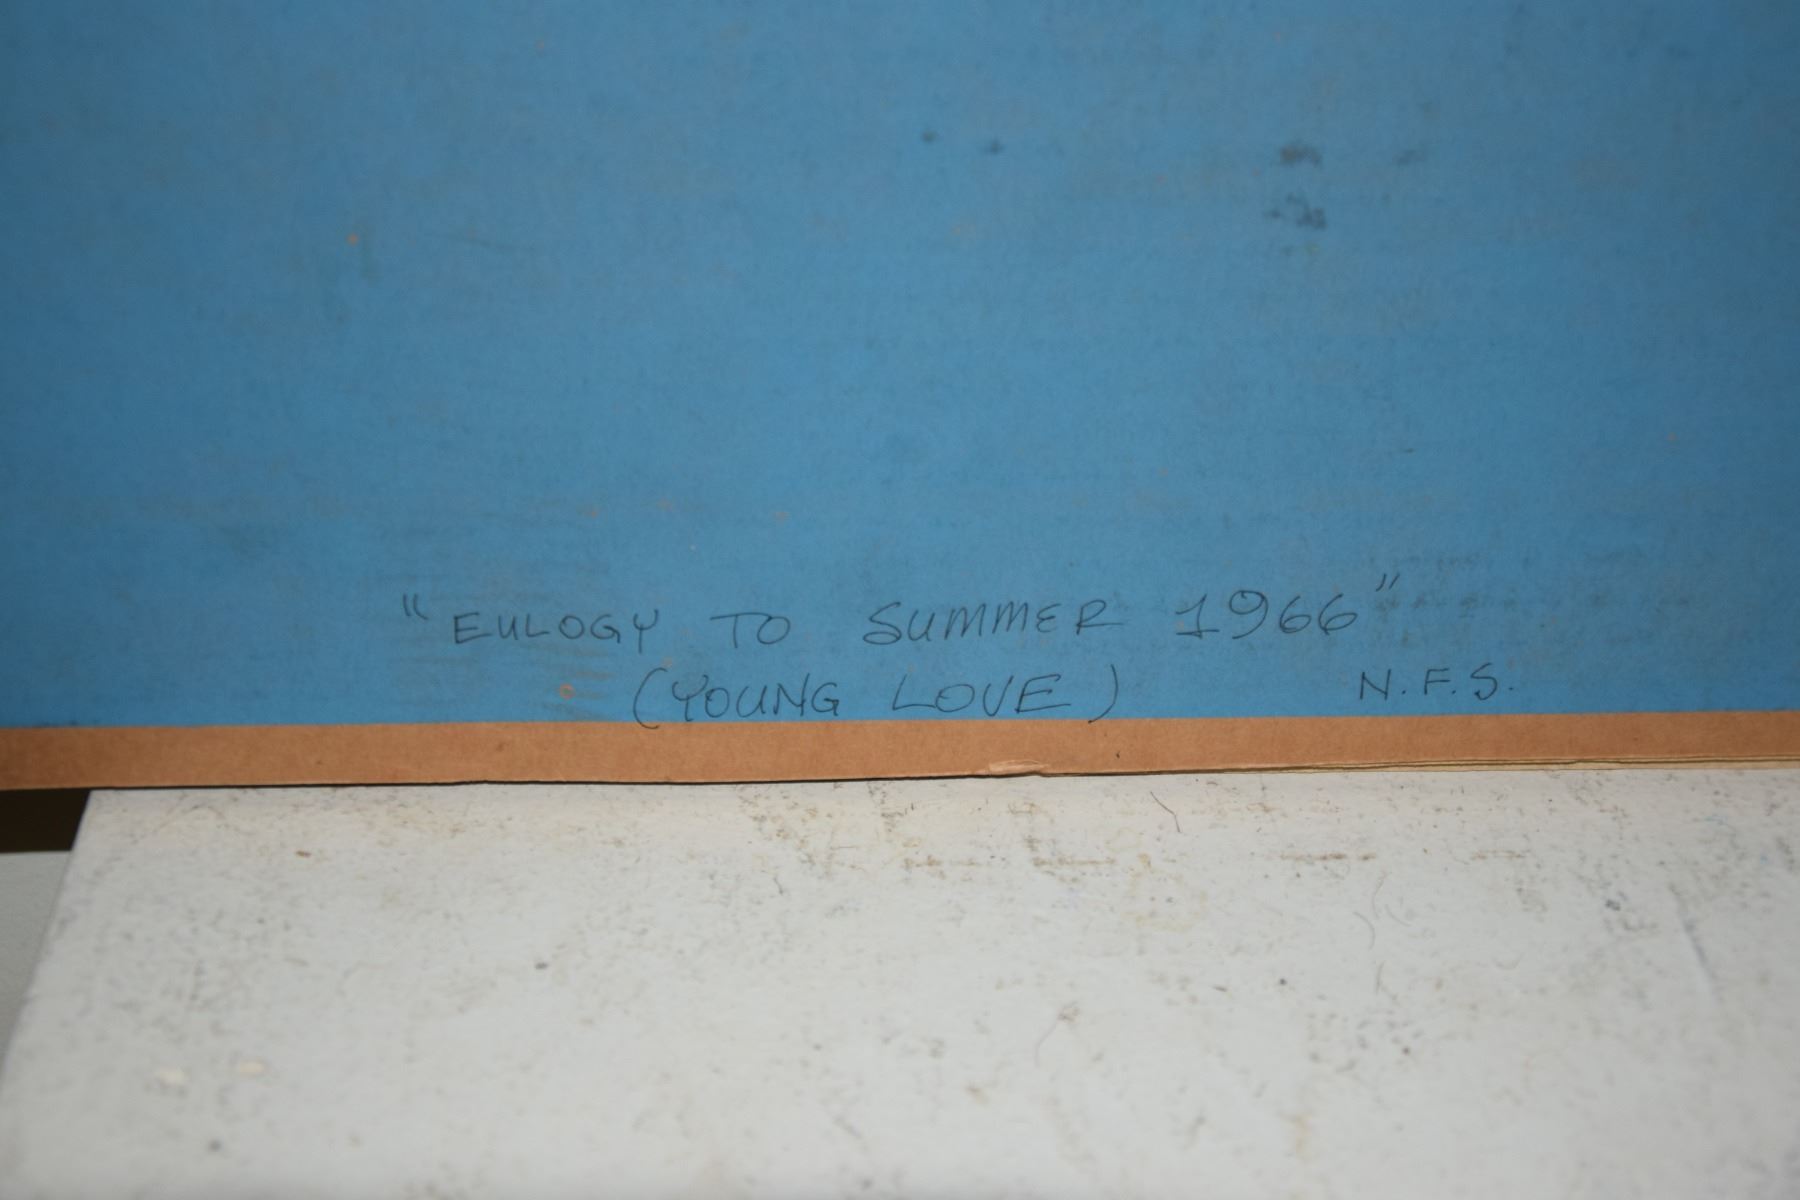 "EULOGY TO SUMMER 1966"
(YOUNG LOVE) N.F.S.